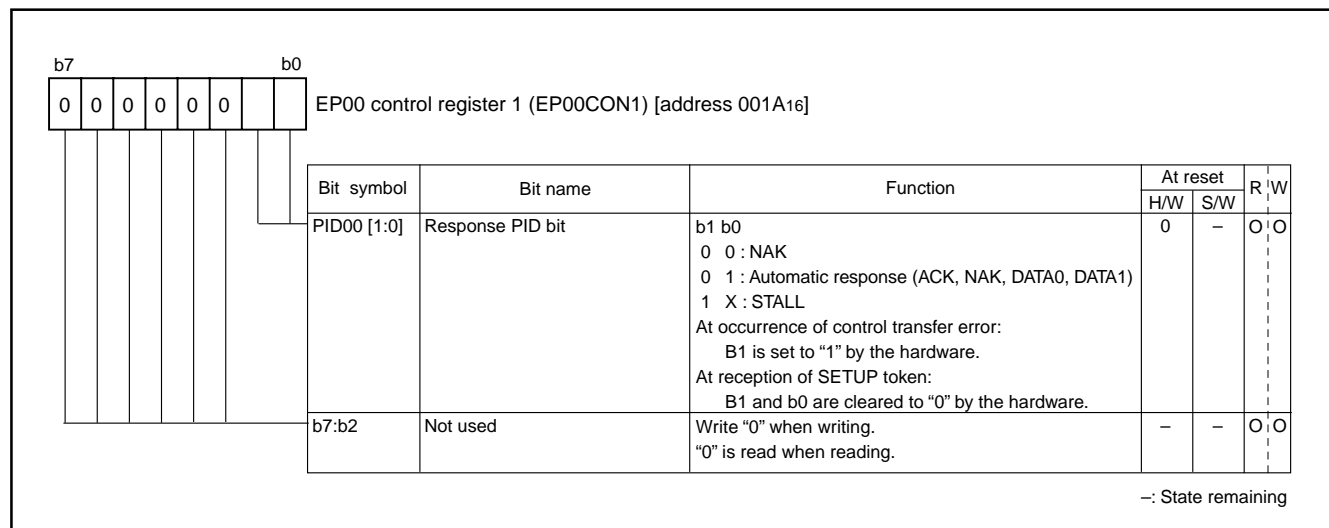 b7 b0
0 0 0 0 0 0
EP00 control register 1 (EP00CON1) [address 001A16]
Bit symbol Bit name Function At reset R W
H/W S/W
PID00 [1:0] Response PID bit b1 b0 0 – O O
0 0 : NAK
0 1 : Automatic response (ACK, NAK, DATA0, DATA1)
1 X : STALL
At occurrence of control transfer error:
B1 is set to “1” by the hardware.
At reception of SETUP token:
B1 and b0 are cleared to “0” by the hardware.
b7:b2 Not used Write “0” when writing. – – O O
“0” is read when reading.
–: State remaining